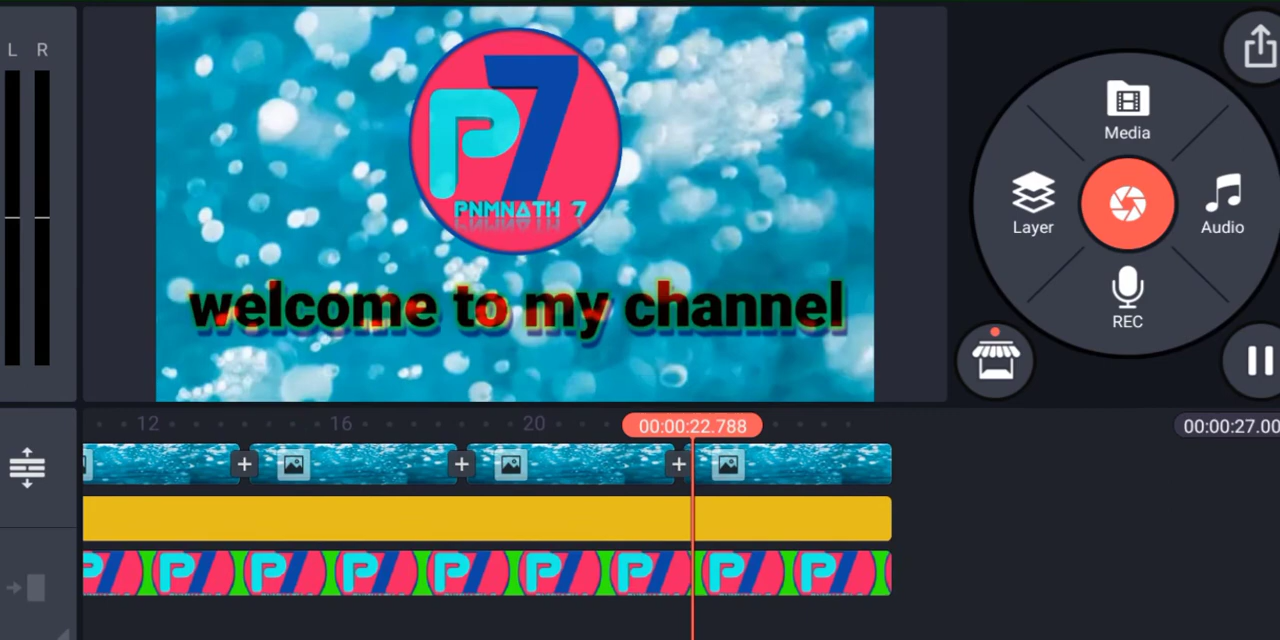 L R
P7
PNMNATH 7
welcome to my channel
Media
Layer
Audio
REC
12 16 20
00:00:22.788
00:00:27.00